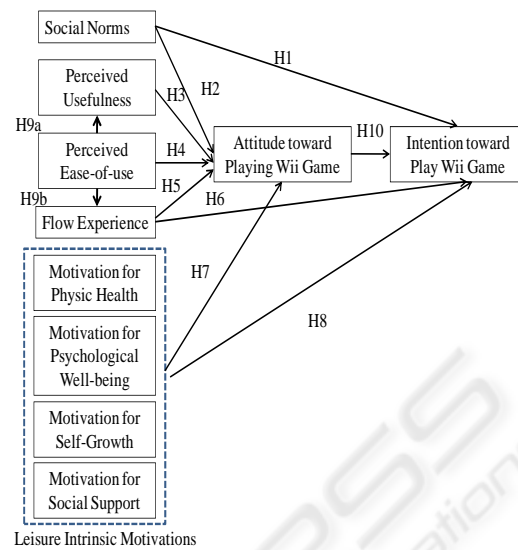 Social Norms
H1
Perceived
Usefulness
H2
H3
H9a
Perceived
Ease-of-use
H4
Attitude toward
Playing Wii Game
H10
Intention toward
Play Wii Game
H9b
H5
Flow Experience
H6
Motivation for
Physic Health
H7
Motivation for
Psychological
Well-being
H8
Motivation for
Self-Growth
Motivation for
Social Support
Leisure Intrinsic Motivations